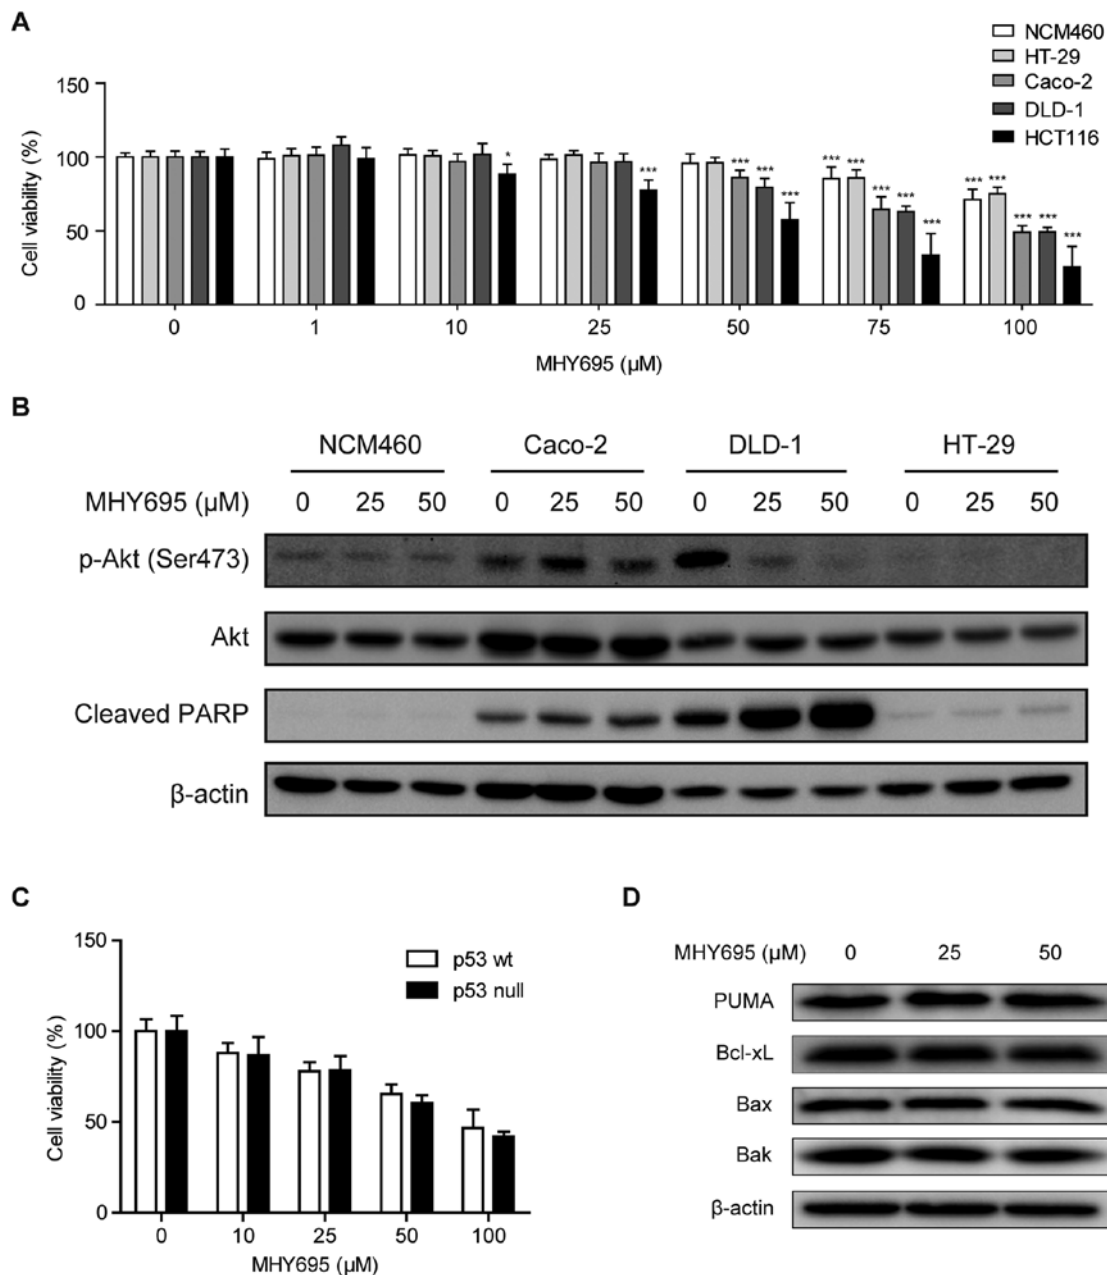 A
NCM460
HT-29
Caco-2
DLD-1
HCT116
Cell viability (%)
150
100
50
0
* *** *** *** *** *** *** *** *** *** *** *** *** *** ***
0 1 10 25 50 75 100
MHY695 (µM)
B
NCM460 Caco-2 DLD-1 HT-29
MHY695 (µM) 0 25 50 0 25 50 0 25 50 0 25 50
p-Akt (Ser473)
Akt
Cleaved PARP
β-actin
C
p53 wt
p53 null
Cell viability (%)
150
100
50
0
0 10 25 50 100
MHY695 (µM)
D
MHY695 (µM) 0 25 50
PUMA
Bcl-xL
Bax
Bak
β-actin